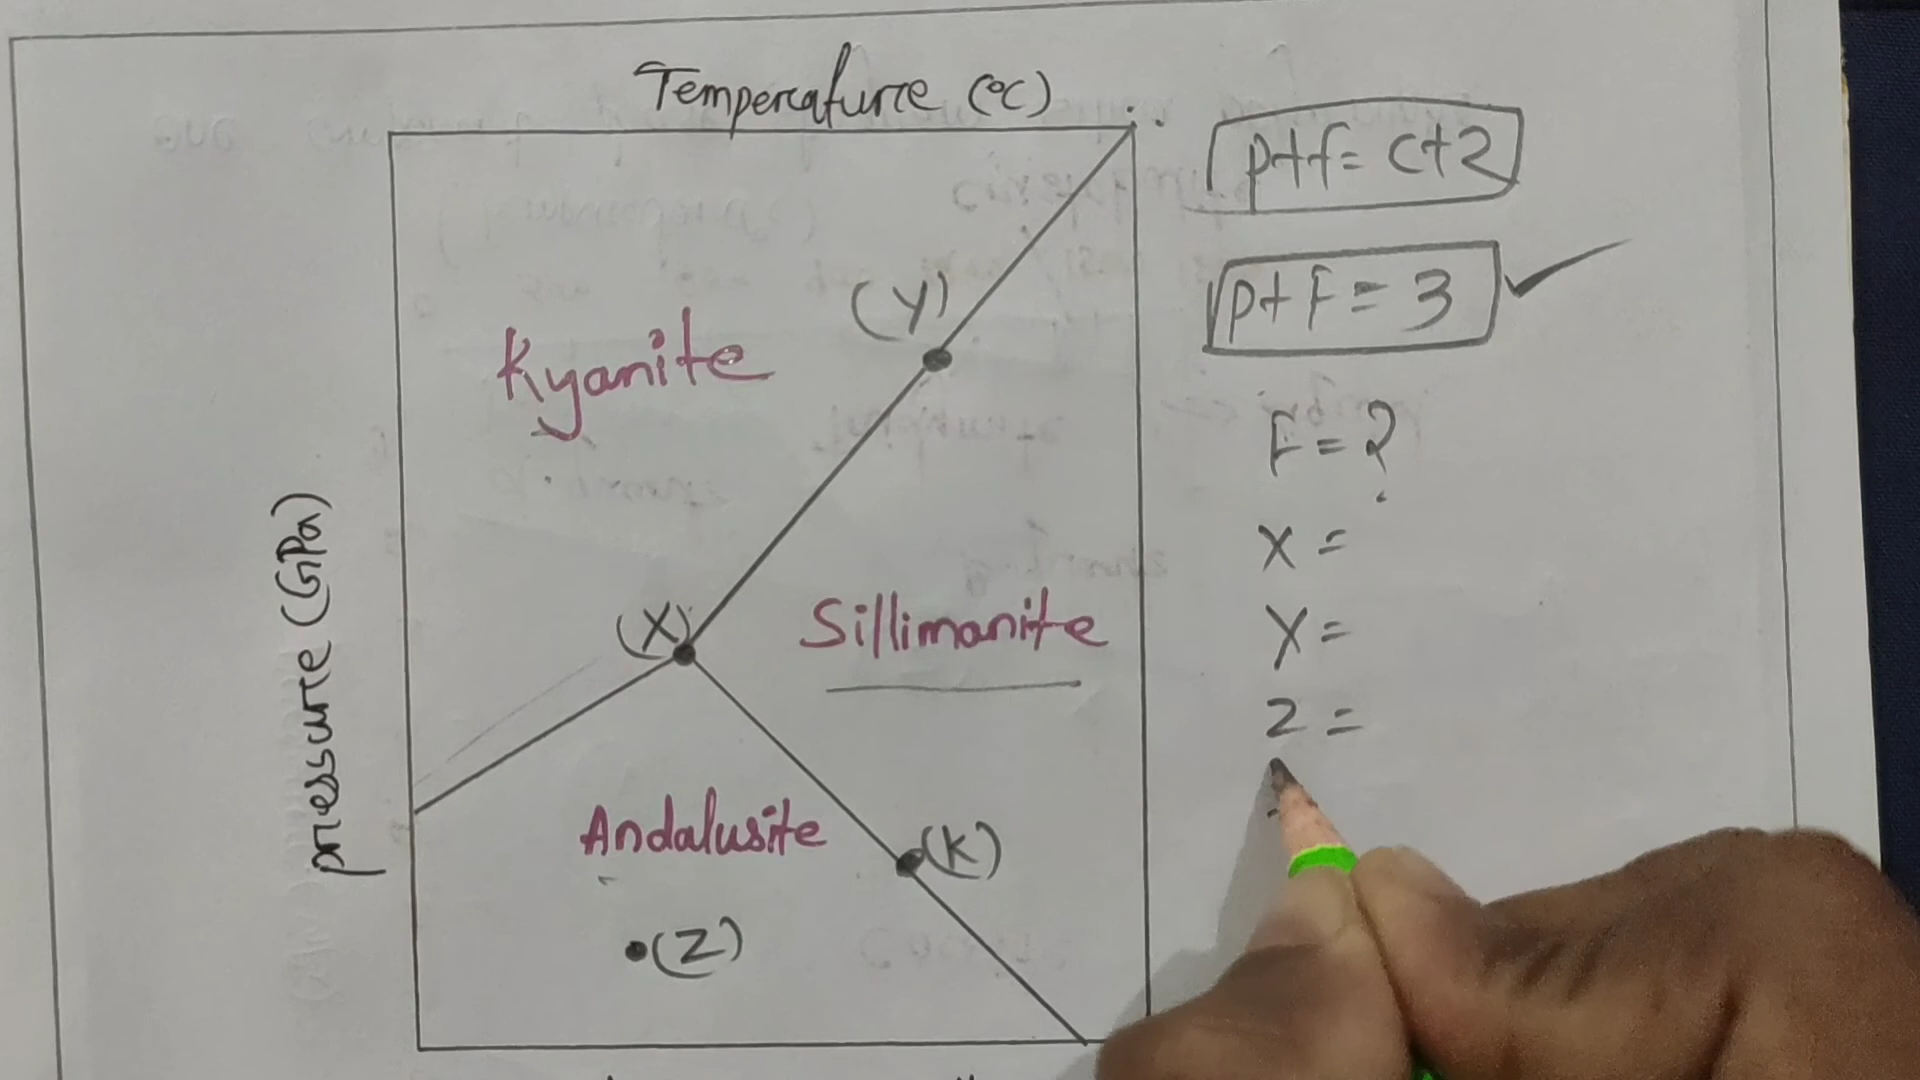 Temperature (°C)
p+f= c+2
p+F = 3
(Y)
Kyanite
F = ?
X =
(X)
Sillimanite
Y =
pressure (GPa)
Z =
Andalusite
(K)
(Z)